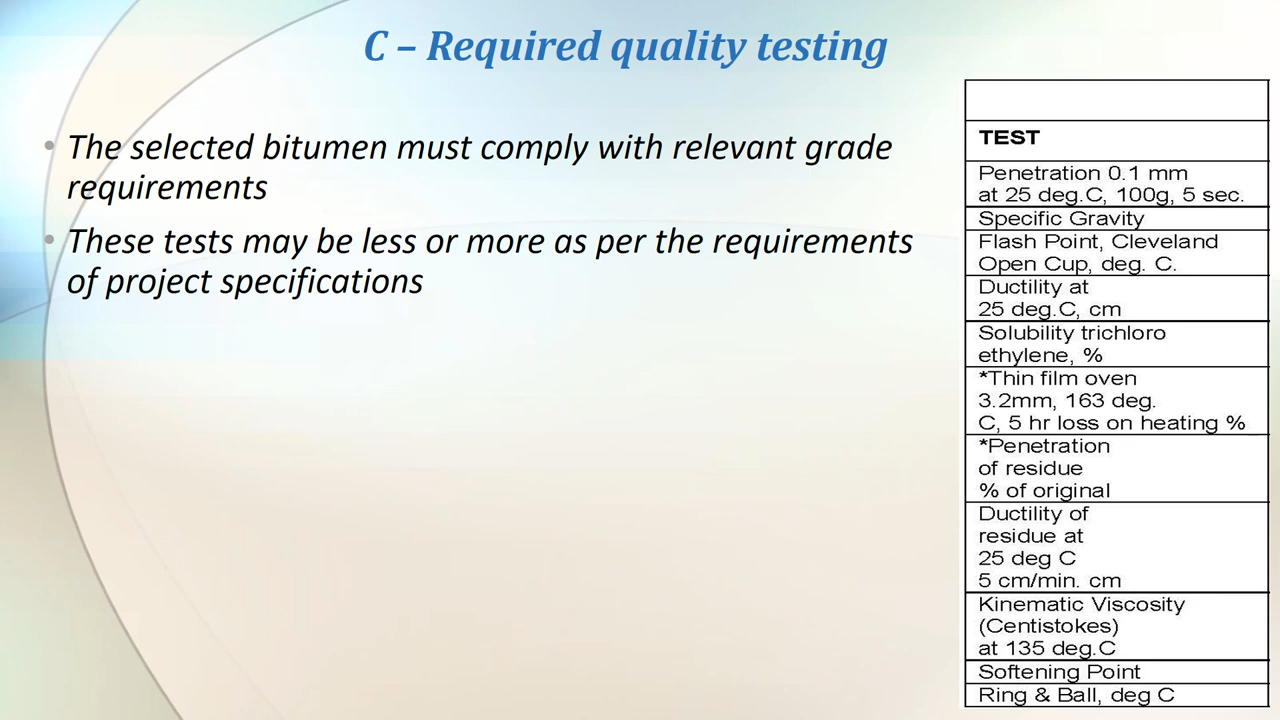 C – Required quality testing
• The selected bitumen must comply with relevant grade
requirements
• These tests may be less or more as per the requirements
of project specifications
TEST
Penetration 0.1 mm
at 25 deg.C, 100g, 5 sec.
Specific Gravity
Flash Point, Cleveland
Open Cup, deg. C.
Ductility at
25 deg.C, cm
Solubility trichloro
ethylene, %
*Thin film oven
3.2mm, 163 deg.
C, 5 hr loss on heating %
*Penetration
of residue
% of original
Ductility of
residue at
25 deg C
5 cm/min. cm
Kinematic Viscosity
(Centistokes)
at 135 deg.C
Softening Point
Ring & Ball, deg C